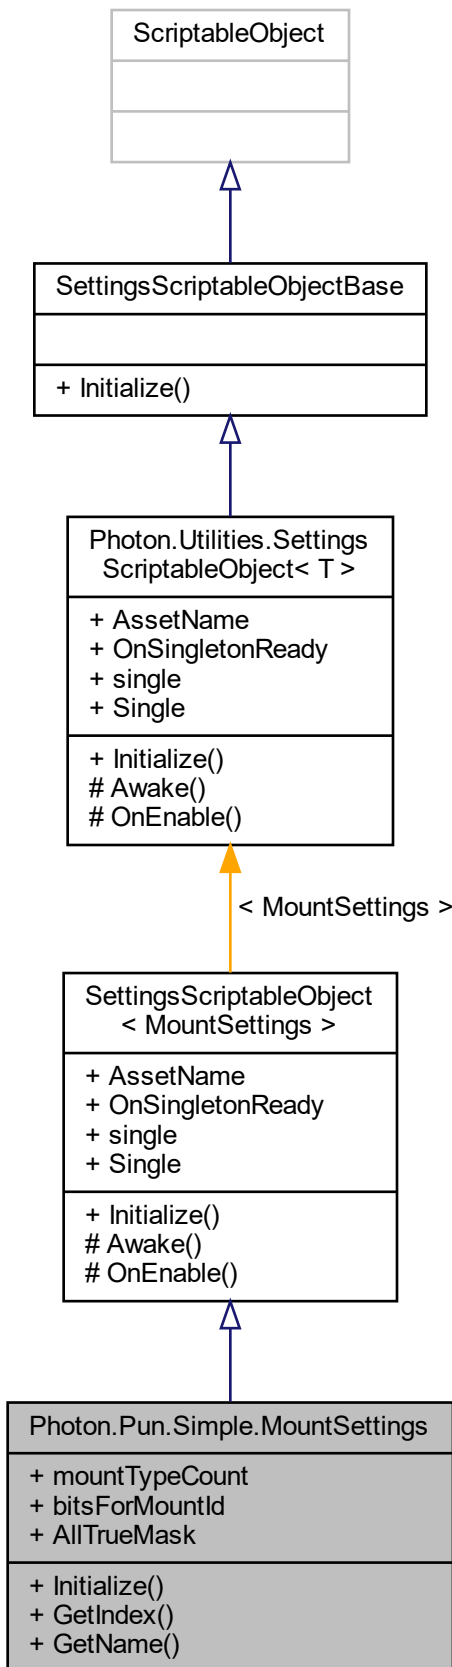 ScriptableObject
SettingsScriptableObjectBase
+ Initialize()
Photon.Utilities.Settings
ScriptableObject< T >
+ AssetName
+ OnSingletonReady
+ single
+ Single
+ Initialize()
# Awake()
# OnEnable()
< MountSettings >
SettingsScriptableObject
< MountSettings >
+ AssetName
+ OnSingletonReady
+ single
+ Single
+ Initialize()
# Awake()
# OnEnable()
Photon.Pun.Simple.MountSettings
+ mountTypeCount
+ bitsForMountId
+ AllTrueMask
+ Initialize()
+ GetIndex()
+ GetName()